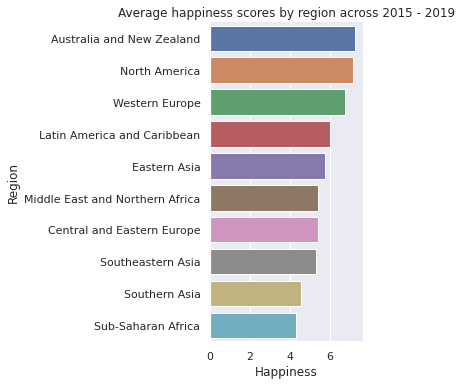 Average happiness scores by region across 2015 - 2019
Australia and New Zealand
North America
Western Europe
Latin America and Caribbean
Eastern Asia
Middle East and Northern Africa
Central and Eastern Europe
Southeastern Asia
Southern Asia
Sub-Saharan Africa
Region
0 2 4 6
Happiness